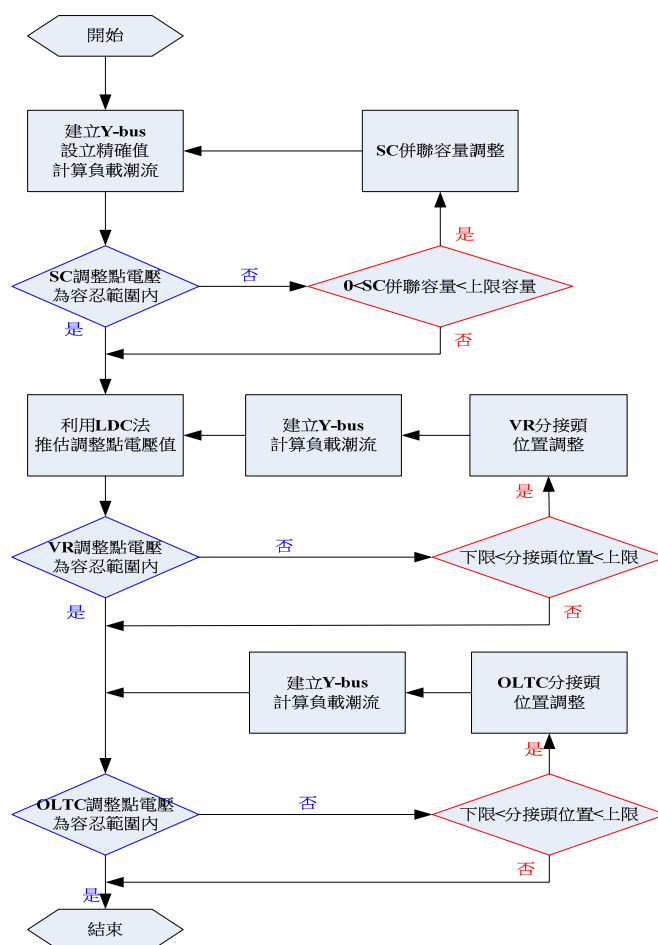 開始
建立Y-bus
設立精確值
計算負載潮流
SC併聯容量調整
是
SC調整點電壓
為容忍範圍內
否
0<SC併聯容量<上限容量
是
否
利用LDC法
推估調整點電壓值
建立Y-bus
計算負載潮流
VR分接頭
位置調整
是
VR調整點電壓
為容忍範圍內
否
下限<分接頭位置<上限
是
否
建立Y-bus
計算負載潮流
OLTC分接頭
位置調整
是
OLTC調整點電壓
為容忍範圍內
否
下限<分接頭位置<上限
是
否
結束